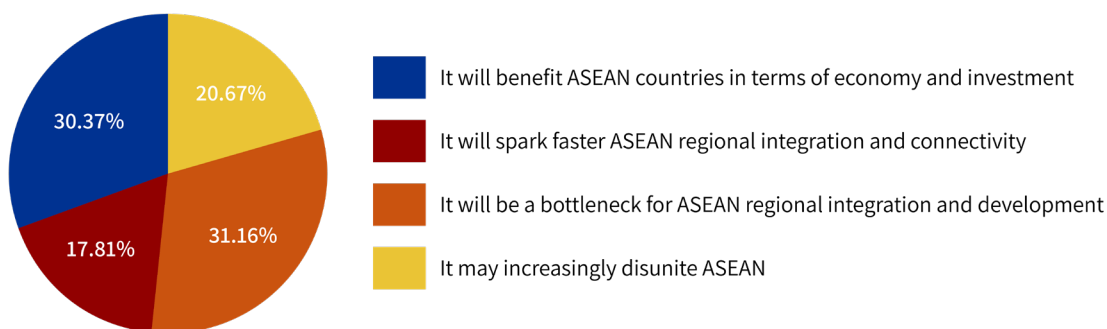 30.37%
20.67%
17.81%
31.16%
It will benefit ASEAN countries in terms of economy and investment
It will spark faster ASEAN regional integration and connectivity
It will be a bottleneck for ASEAN regional integration and development
It may increasingly disunite ASEAN